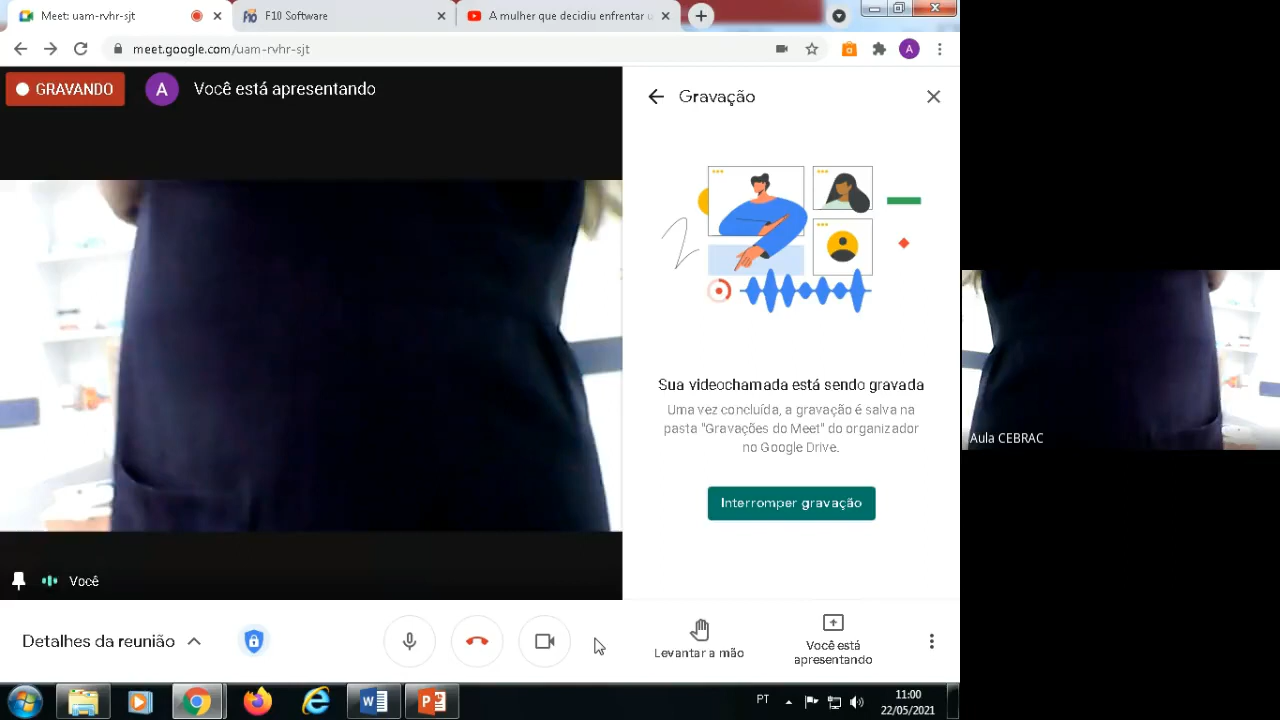 Meet: uam-rvhr-sjt
F10 Software
A mulher que decidiu enfrentar u
meet.google.com/uam-rvhr-sjt
A
GRAVANDO
A
Você está apresentando
Gravação
Sua videochamada está sendo gravada
Uma vez concluída, a gravação é salva na
pasta "Gravações do Meet" do organizador
no Google Drive.
Interromper gravação
Aula CEBRAC
Você
Detalhes da reunião
Levantar a mão
Você está
apresentando
PT
11:00
22/05/2021